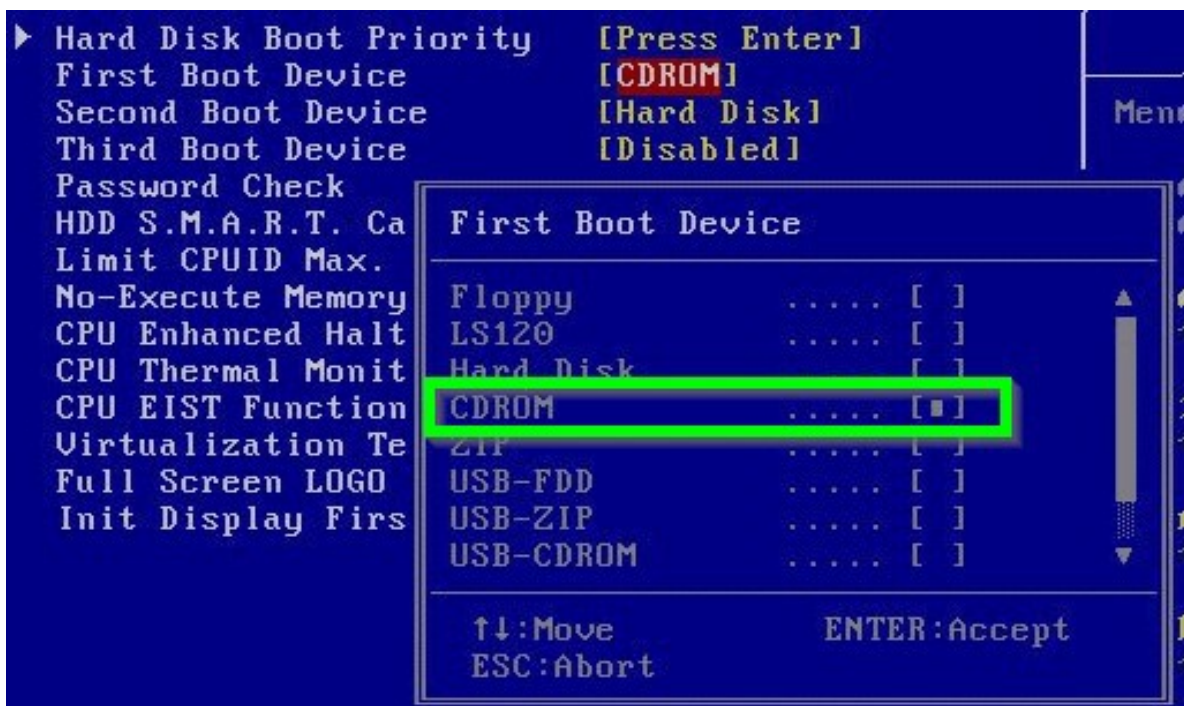 Hard Disk Boot Priority [Press Enter]
First Boot Device [CDROM]
Second Boot Device [Hard Disk]
Third Boot Device [Disabled]
Password Check
HDD S.M.A.R.T. Ca
Limit CPUID Max.
No-Execute Memory
CPU Enhanced Halt
CPU Thermal Monit
CPU EIST Function
Virtualization Te
Full Screen LOGO
Init Display Firs
Men
First Boot Device
Floppy ..... [ ]
LS120 ..... [ ]
Hard Disk ..... [ ]
CDROM ..... [▪]
ZIP ..... [ ]
USB-FDD ..... [ ]
USB-ZIP ..... [ ]
USB-CDROM ..... [ ]
↑↓:Move ENTER:Accept
ESC:Abort